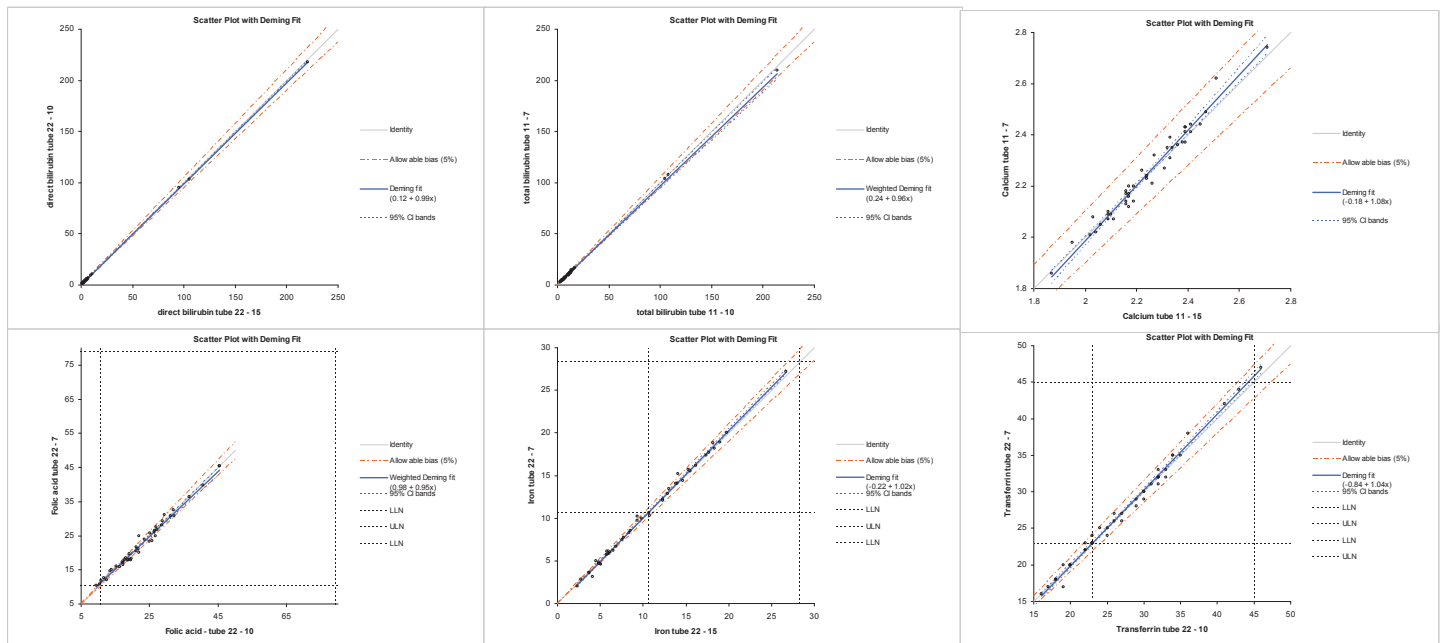 Scatter Plot with Deming Fit
250
200
150
100
50
0
direct bilirubin tube 22 - 10
0 50 100 150 200 250
direct bilirubin tube 22 - 15
Identity
Allowable bias (5%)
Deming fit
(0.12 + 0.99x)
95% CI bands
Scatter Plot with Deming Fit
250
200
150
100
50
0
total bilirubin tube 11 - 7
0 50 100 150 200 250
total bilirubin tube 11 - 10
Identity
Allowable bias (5%)
Weighted Deming fit
(0.24 + 0.96x)
95% CI bands
Scatter Plot with Deming Fit
2.8
2.6
2.4
2.2
2
1.8
Calcium tube 11 - 7
1.8 2 2.2 2.4 2.6 2.8
Calcium tube 11 - 15
Identity
Allowable bias (5%)
Deming fit
(-0.18 + 1.08x)
95% CI bands
Scatter Plot with Deming Fit
75
65
55
45
35
25
15
5
Folic acid tube 22 - 7
5 25 45 65
Folic acid - tube 22 - 10
Identity
Allowable bias (5%)
Weighted Deming fit
(0.98 + 0.95x)
95% CI bands
LLN
ULN
LLN
Scatter Plot with Deming Fit
30
25
20
15
10
5
0
Iron tube 22 - 7
0 5 10 15 20 25 30
Iron tube 22 - 15
Identity
Allowable bias (5%)
Deming fit
(-0.22 + 1.02x)
95% CI bands
LLN
ULN
LLN
Scatter Plot with Deming Fit
50
45
40
35
30
25
20
15
Transferrin tube 22 - 7
15 20 25 30 35 40 45 50
Transferrin tube 22 - 10
Identity
Allowable bias (5%)
Deming fit
(-0.84 + 1.04x)
95% CI bands
LLN
ULN
LLN
ULN